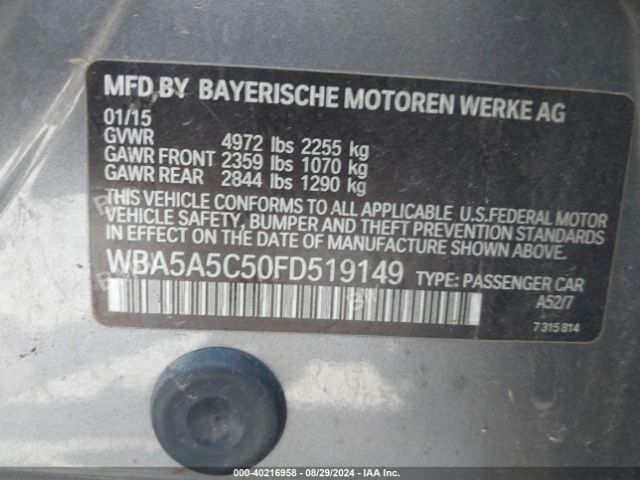 MFD BY BAYERISCHE MOTOREN WERKE AG
01/15
GVWR 4972 lbs 2255 kg
GAWR FRONT 2359 lbs 1070 kg
GAWR REAR 2844 lbs 1290 kg
THIS VEHICLE CONFORMS TO ALL APPLICABLE U.S.FEDERAL MOTOR
VEHICLE SAFETY, BUMPER AND THEFT PREVENTION STANDARDS
IN EFFECT ON THE DATE OF MANUFACTURE SHOWN ABOVE.
WBA5A5C50FD519149 TYPE: PASSENGER CAR
A52/7
7 315 814
000-40216958 - 08/29/2024 - IAA Inc.